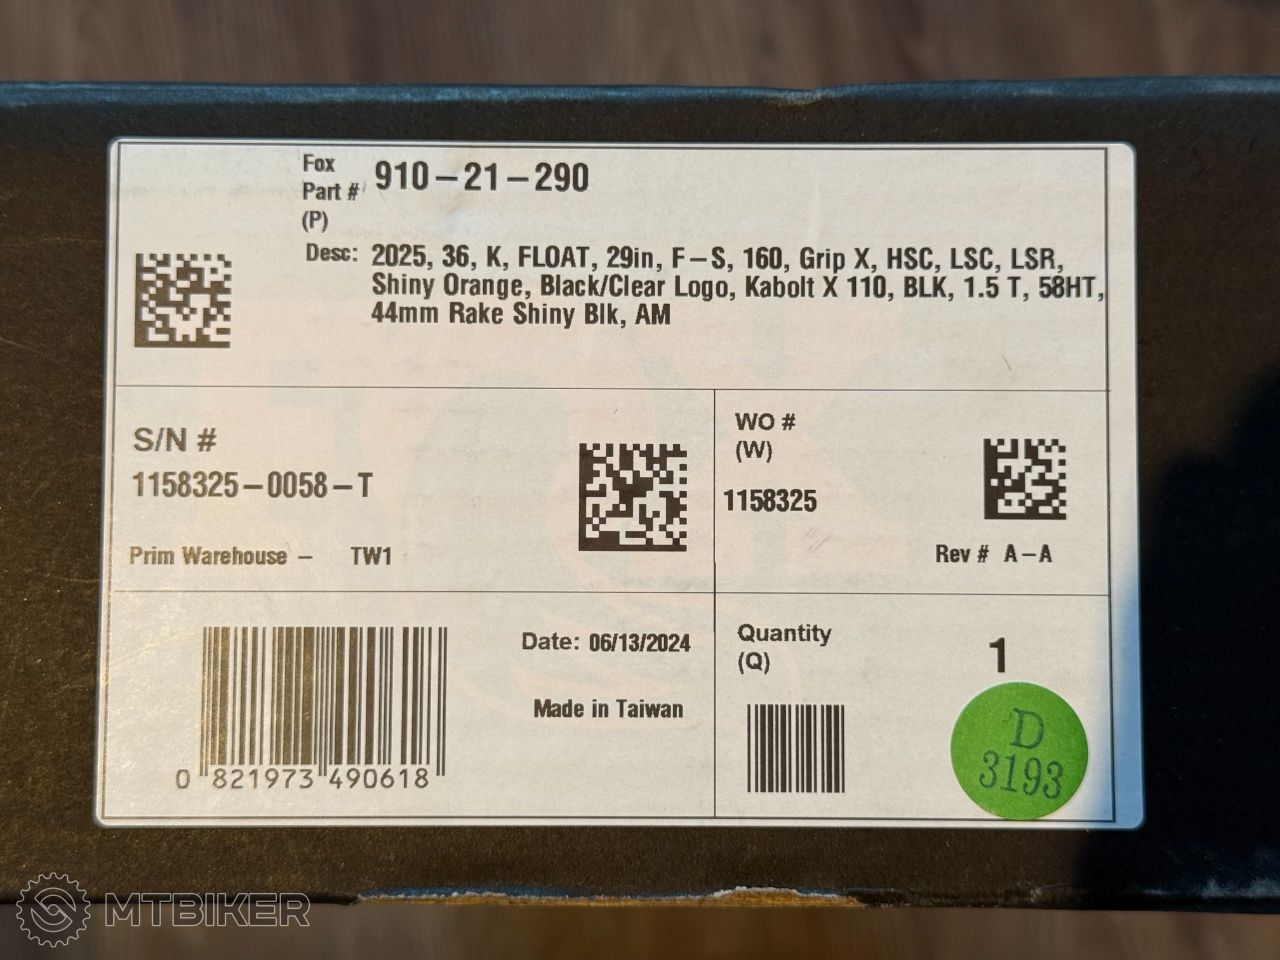 Fox
Part #
(P)
910-21-290
Desc: 2025, 36, K, FLOAT, 29in, F-S, 160, Grip X, HSC, LSC, LSR,
Shiny Orange, Black/Clear Logo, Kabolt X 110, BLK, 1.5 T, 58HT,
44mm Rake Shiny Blk, AM
S/N #
1158325-0058-T
Prim Warehouse - TW1
WO #
(W)
1158325
Rev # A-A
0 821973 490618
Date: 06/13/2024
Made in Taiwan
Quantity
(Q)
1
D
3193
MTBIKER